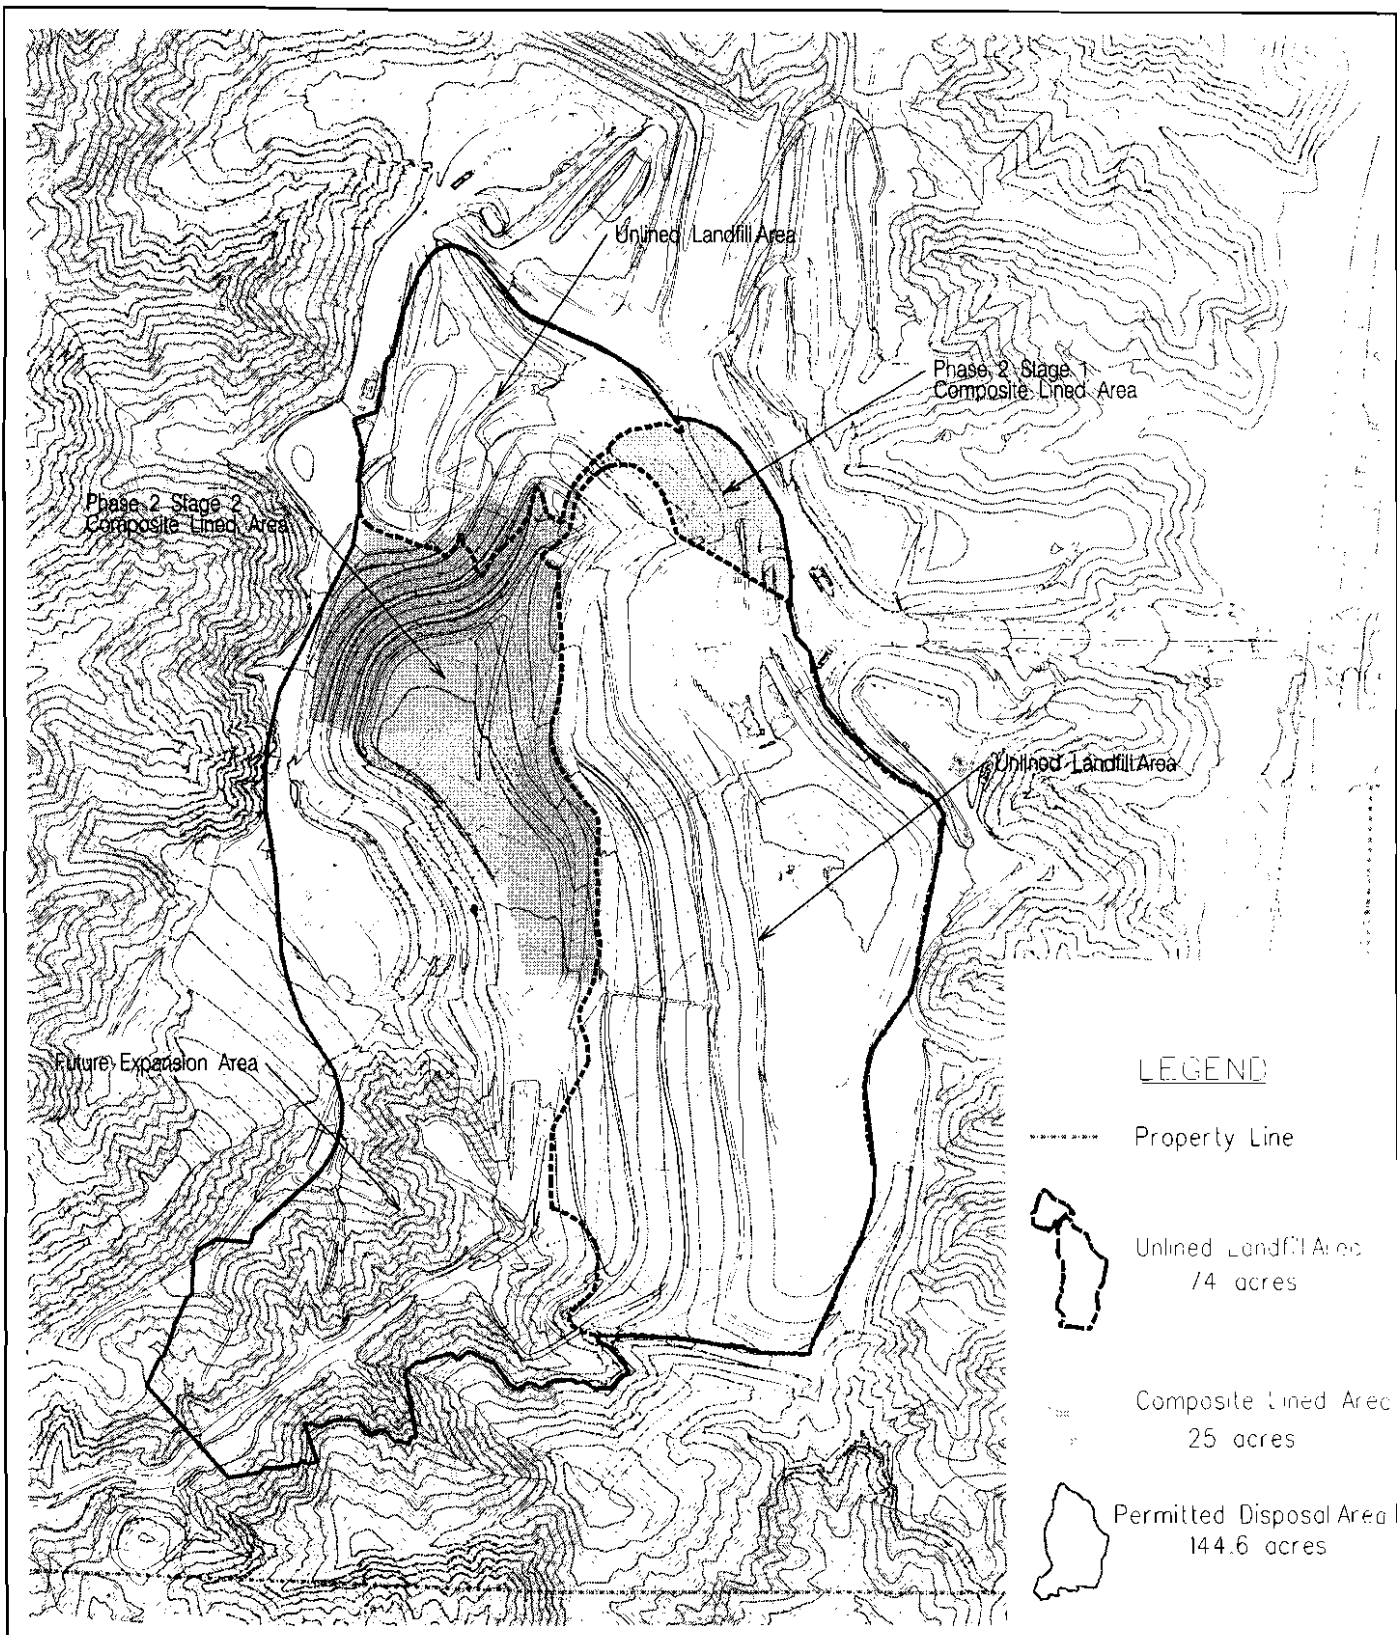 Unlined Landfill Area
Phase 2 Stage 1
Composite Lined Area
Phase 2 Stage 2
Composite Lined Area
Unlined Landfill Area
Future Expansion Area
LEGEND
Property Line
Unlined Landfill Area
74 acres
Composite Lined Area
25 acres
Permitted Disposal Area
144.6 acres